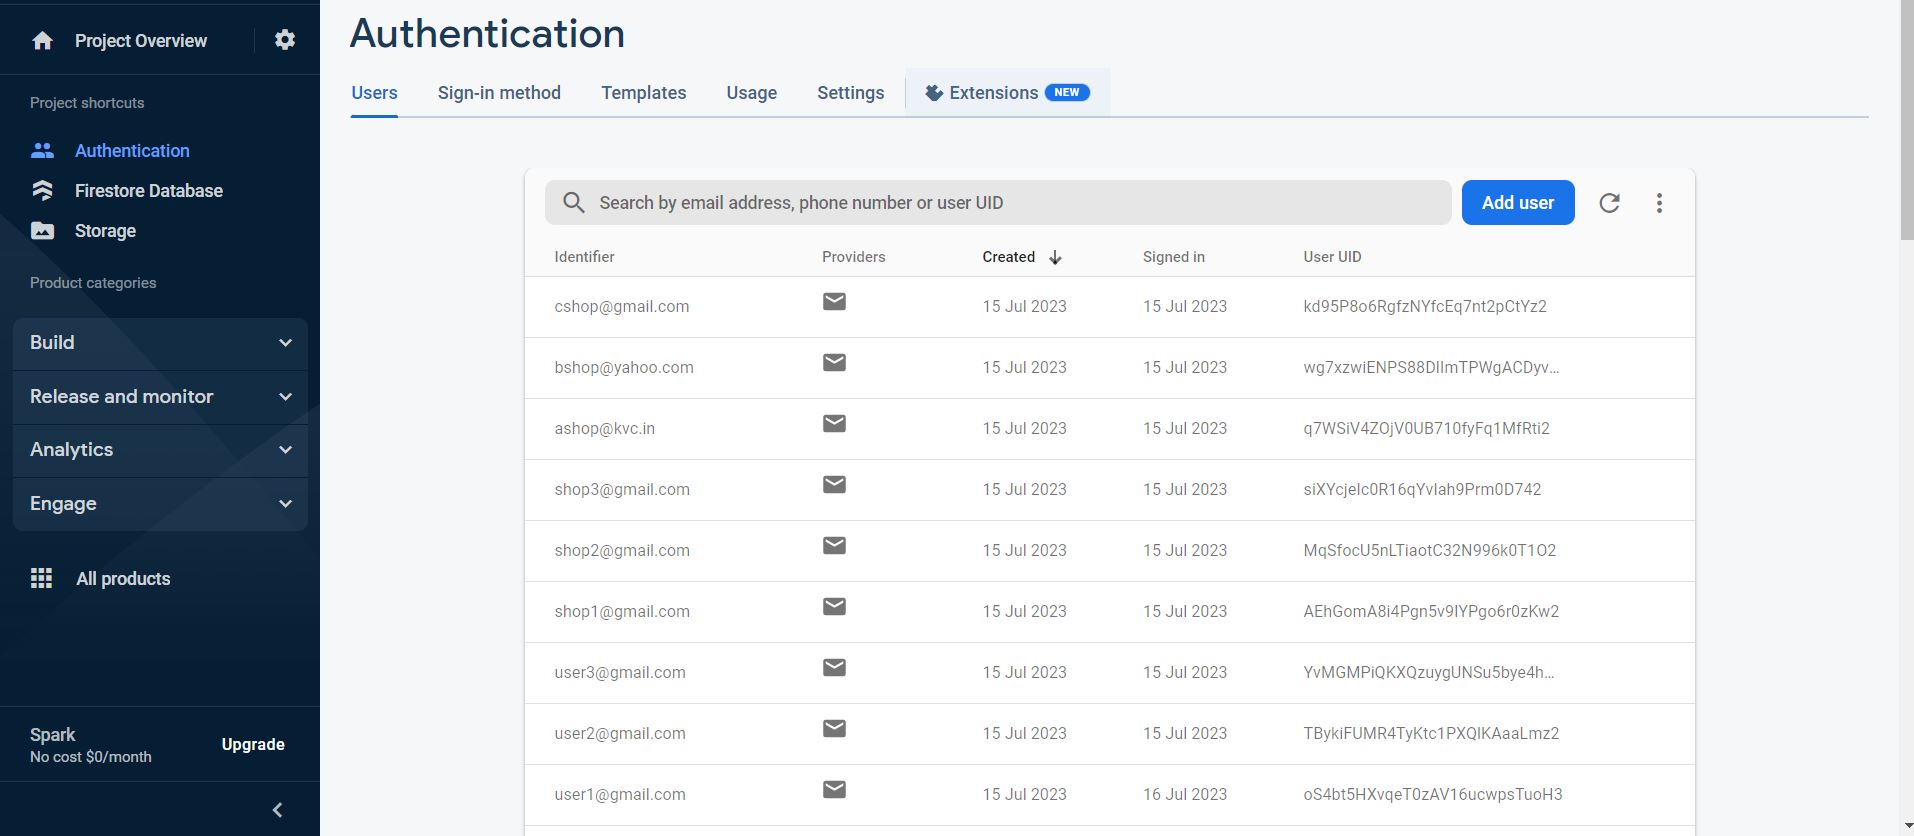 Project Overview
Project shortcuts
Authentication
Firestore Database
Storage
Product categories
Build
Release and monitor
Analytics
Engage
All products
Spark
No cost $0/month
Upgrade
Authentication
Users Sign-in method Templates Usage Settings Extensions NEW
Search by email address, phone number or user UID Add user
Identifier Providers Created Signed in User UID
cshop@gmail.com 15 Jul 2023 15 Jul 2023 kd95P8o6RgfzNYfcEq7nt2pCtYz2
bshop@yahoo.com 15 Jul 2023 15 Jul 2023 wg7xzwiENPS88DIImTPWgACDyv...
ashop@kvc.in 15 Jul 2023 15 Jul 2023 q7WSiV4ZOjV0UB710fyFq1MfRti2
shop3@gmail.com 15 Jul 2023 15 Jul 2023 siXYcjeIc0R16qYvIah9Prm0D742
shop2@gmail.com 15 Jul 2023 15 Jul 2023 MqSfocU5nLTiaotC32N996k0T1O2
shop1@gmail.com 15 Jul 2023 15 Jul 2023 AEhGomA8i4Pgn5v9IYPgo6r0zKw2
user3@gmail.com 15 Jul 2023 15 Jul 2023 YvMGMPiQKXQzuygUNSu5bye4h...
user2@gmail.com 15 Jul 2023 15 Jul 2023 TBykiFUMR4TyKtc1PXQIKAaaLmz2
user1@gmail.com 15 Jul 2023 16 Jul 2023 oS4bt5HXvqeT0zAV16ucwpsTuoH3